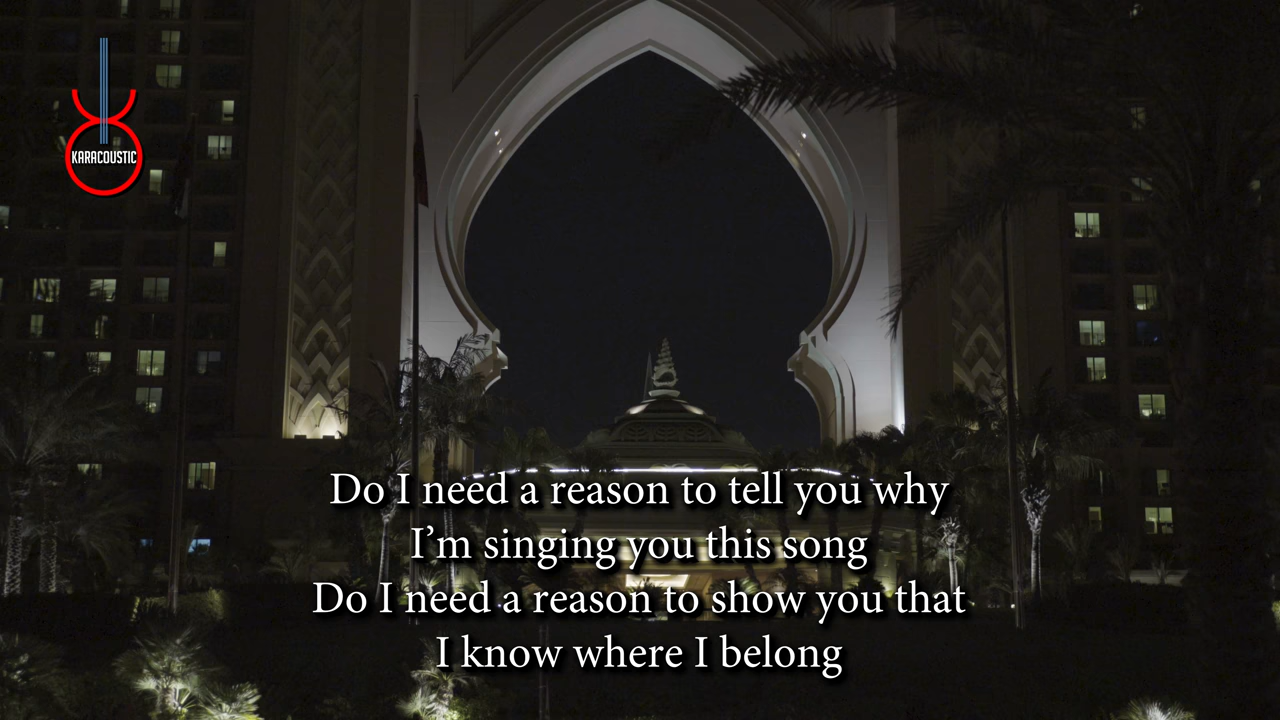 KARACOUSTIC
Do I need a reason to tell you why
I'm singing you this song
Do I need a reason to show you that
I know where I belong